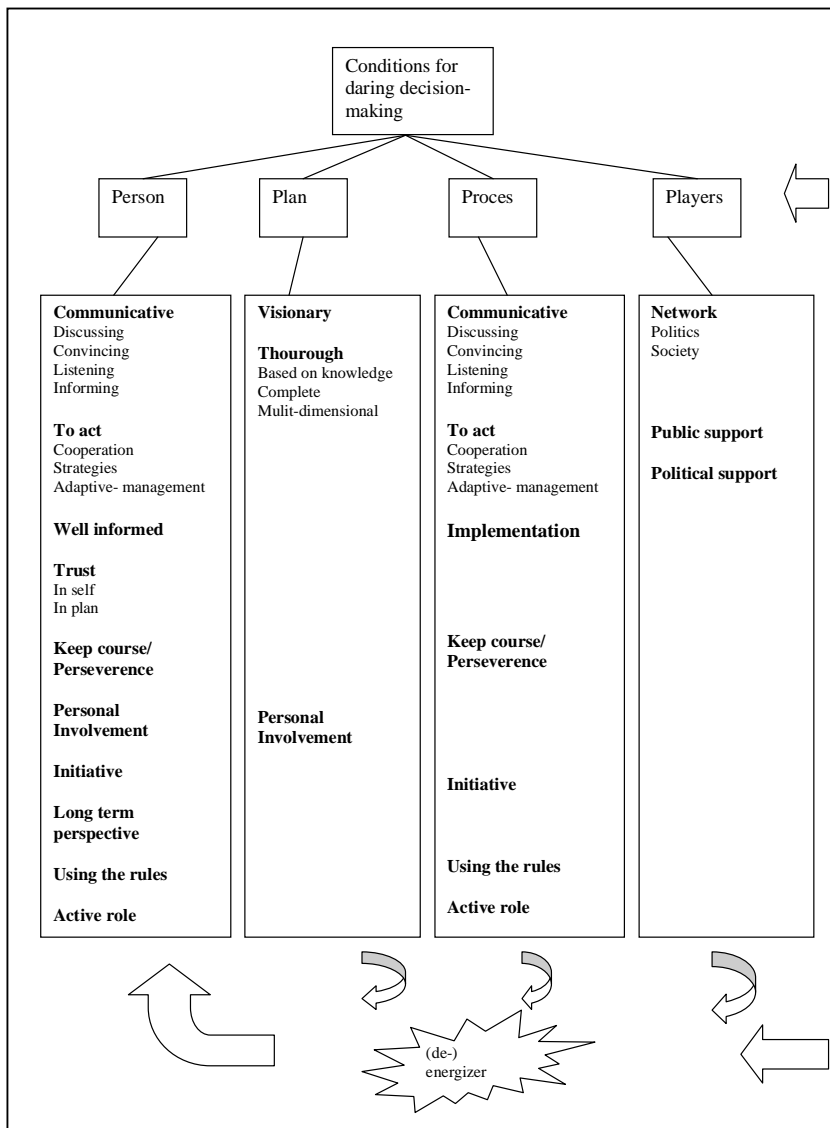 Conditions for
daring decision-
making
Person
Plan
Proces
Players
Communicative
Discussing
Convincing
Listening
Informing
To act
Cooperation
Strategies
Adaptive- management
Well informed
Trust
In self
In plan
Keep course/
Perseverence
Personal
Involvement
Initiative
Long term
perspective
Using the rules
Active role
Visionary
Thourough
Based on knowledge
Complete
Mulit-dimensional
Personal
Involvement
Communicative
Discussing
Convincing
Listening
Informing
To act
Cooperation
Strategies
Adaptive- management
Implementation
Keep course/
Perseverence
Initiative
Using the rules
Active role
Network
Politics
Society
Public support
Political support
(de-)
energizer